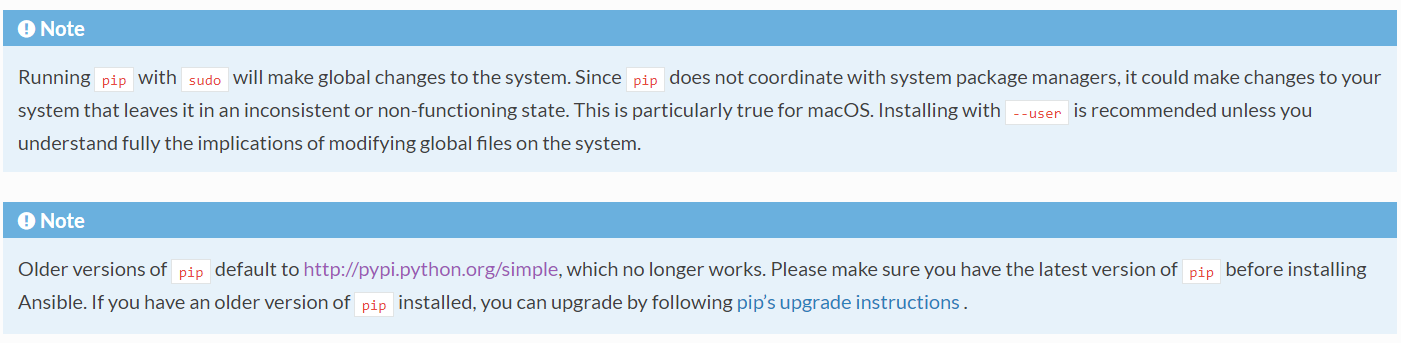 Note
Running pip with sudo will make global changes to the system. Since pip does not coordinate with system package managers, it could make changes to your
system that leaves it in an inconsistent or non-functioning state. This is particularly true for macOS. Installing with --user is recommended unless you
understand fully the implications of modifying global files on the system.
Note
Older versions of pip default to http://pypi.python.org/simple, which no longer works. Please make sure you have the latest version of pip before installing
Ansible. If you have an older version of pip installed, you can upgrade by following pip’s upgrade instructions .